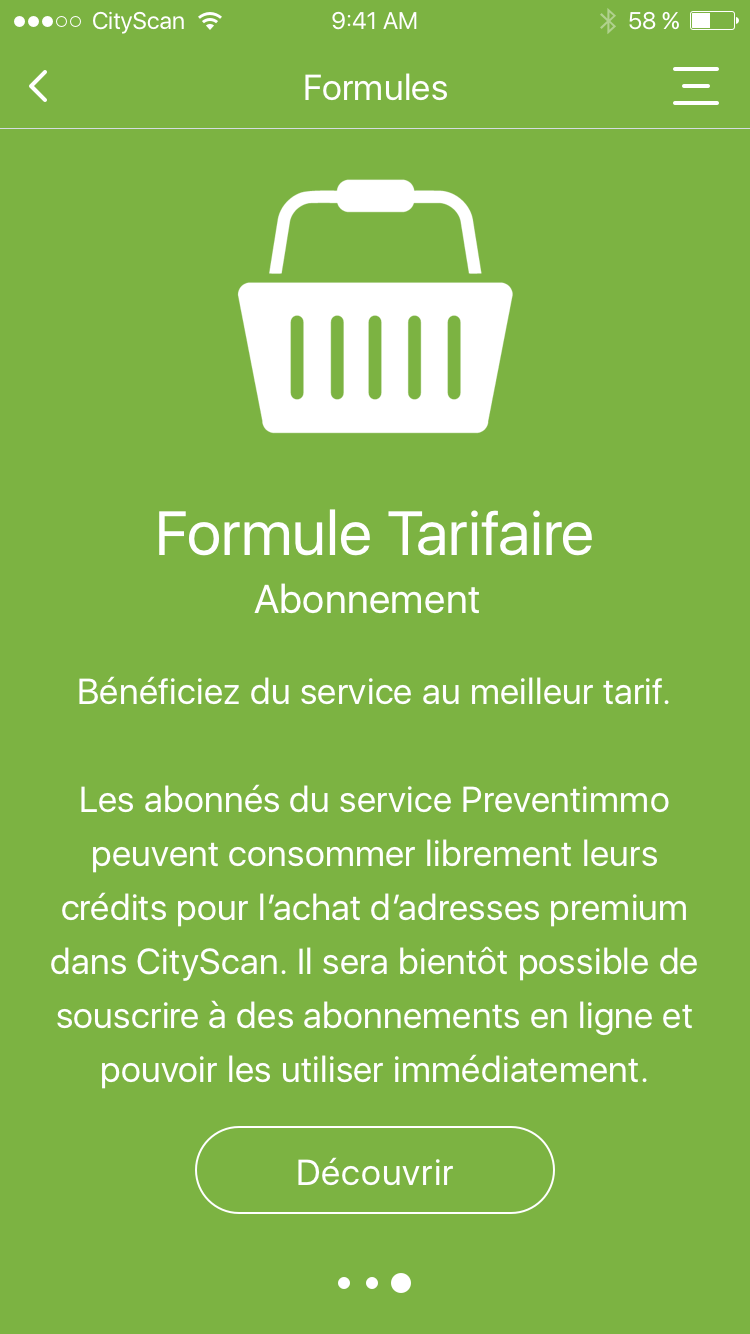 CityScan 9:41 AM 58 %
Formules
Formule Tarifaire
Abonnement
Bénéficiez du service au meilleur tarif.
Les abonnés du service Preventimmo
peuvent consommer librement leurs
crédits pour l’achat d’adresses premium
dans CityScan. Il sera bientôt possible de
souscrire à des abonnements en ligne et
pouvoir les utiliser immédiatement.
Découvrir